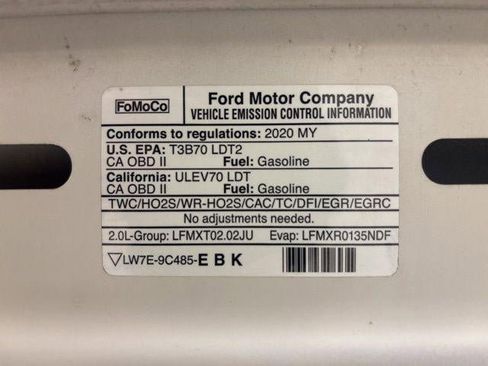 FoMoCo
Ford Motor Company
VEHICLE EMISSION CONTROL INFORMATION
Conforms to regulations: 2020 MY
U.S. EPA: T3B70 LDT2
CA OBD II Fuel: Gasoline
California: ULEV70 LDT
CA OBD II Fuel: Gasoline
TWC/HO2S/WR-HO2S/CAC/TC/DFI/EGR/EGRC
No adjustments needed.
2.0L-Group: LFMXT02.02JU Evap: LFMXR0135NDF
LW7E-9C485-E B K